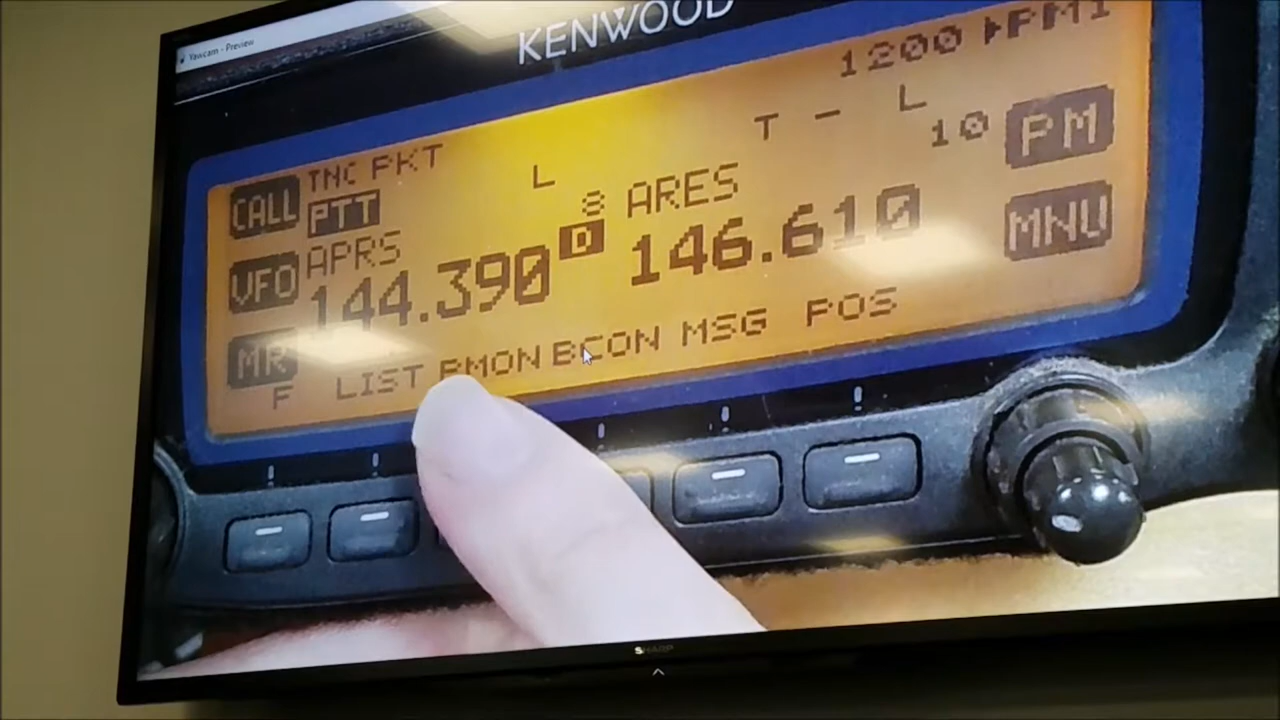 Yawcam - Preview
KENWOOD
1200 ▶PM1
TNC PKT L T - L 10 PM
CALL PTT 8 ARES MNU
APRS D 146.610
VFO 144.390
MR
F LIST PMON BCON MSG POS
SHARP